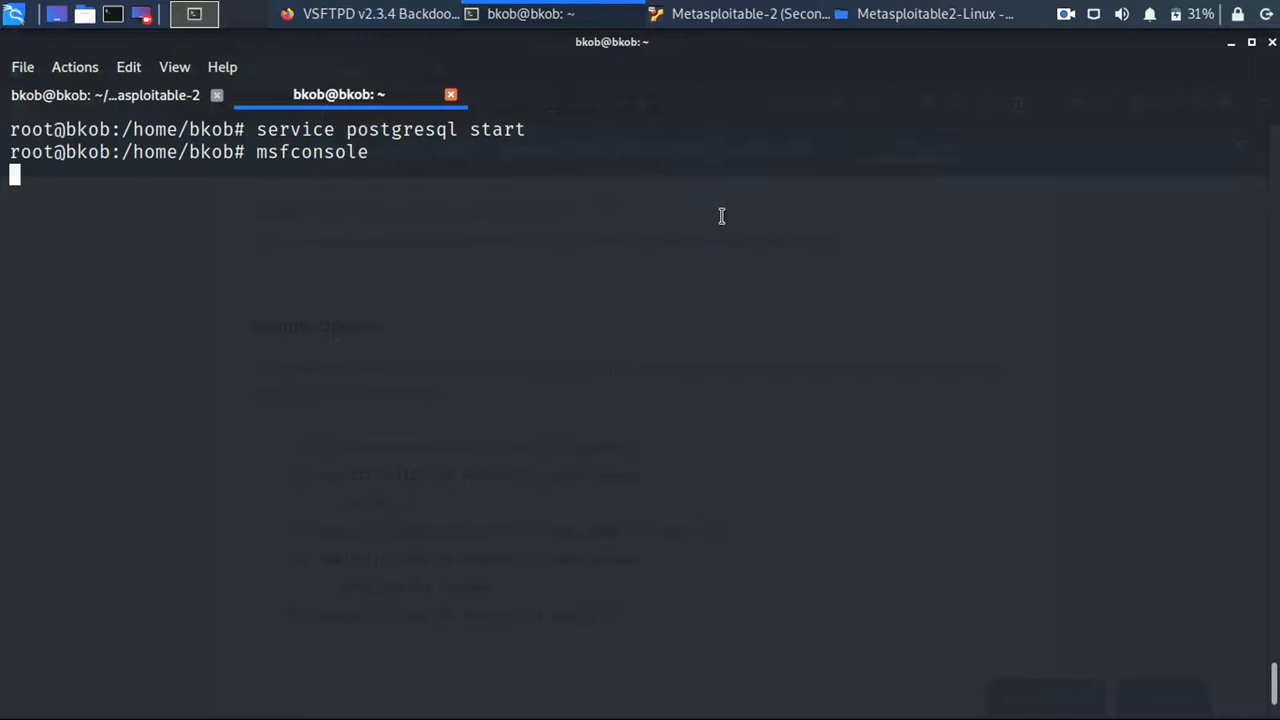 VSFTPD v2.3.4 Backdoo...
bkob@bkob: ~
Metasploitable-2 (Secon...
Metasploitable2-Linux -...
31%
bkob@bkob: ~
File Actions Edit View Help
bkob@bkob: ~/...asploitable-2
bkob@bkob: ~
root@bkob:/home/bkob# service postgresql start
root@bkob:/home/bkob# msfconsole